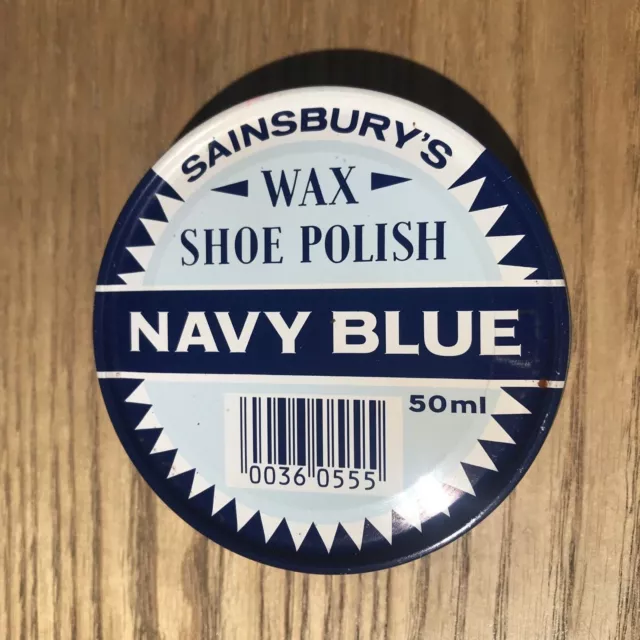 SAINSBURY'S
WAX
SHOE POLISH
NAVY BLUE
50ml
0036 0555